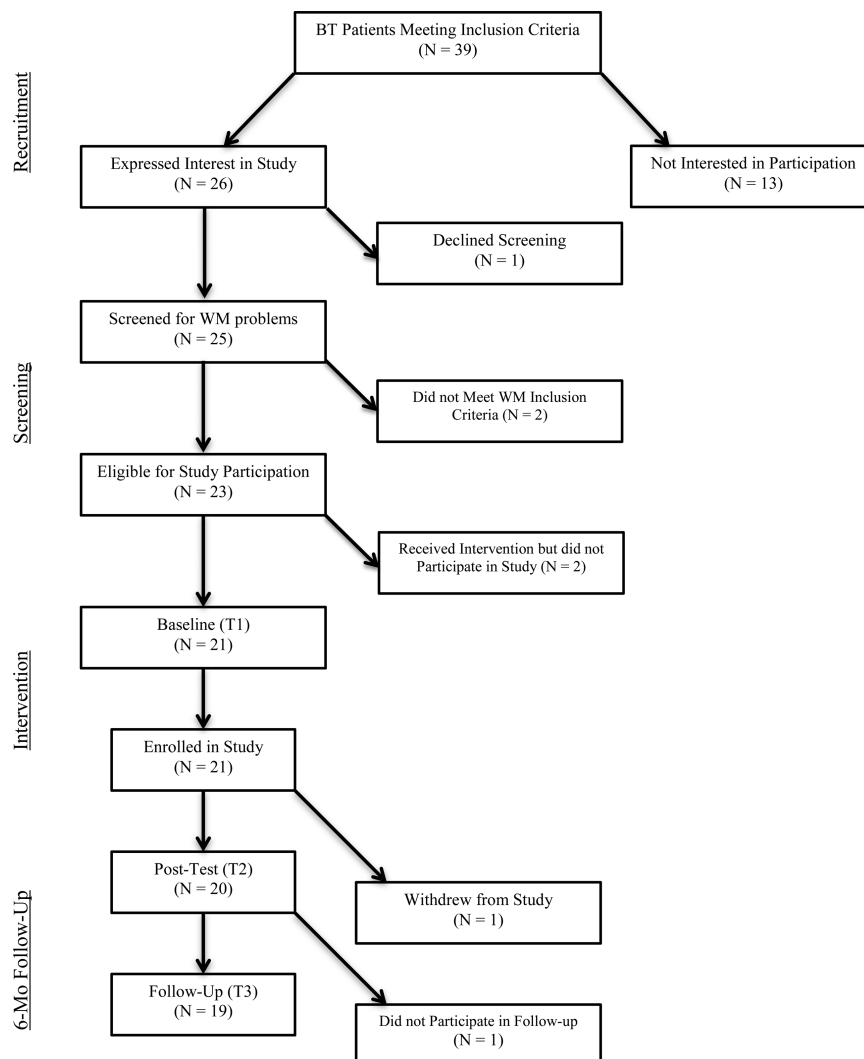 BT Patients Meeting Inclusion Criteria
(N = 39)
Recruitment
Expressed Interest in Study
(N = 26)
Not Interested in Participation
(N = 13)
Declined Screening
(N = 1)
Screened for WM problems
(N = 25)
Screening
Did not Meet WM Inclusion
Criteria (N = 2)
Eligible for Study Participation
(N = 23)
Received Intervention but did not
Participate in Study (N = 2)
Baseline (T1)
(N = 21)
Intervention
Enrolled in Study
(N = 21)
Post-Test (T2)
(N = 20)
Withdrew from Study
(N = 1)
6-Mo Follow-Up
Follow-Up (T3)
(N = 19)
Did not Participate in Follow-up
(N = 1)